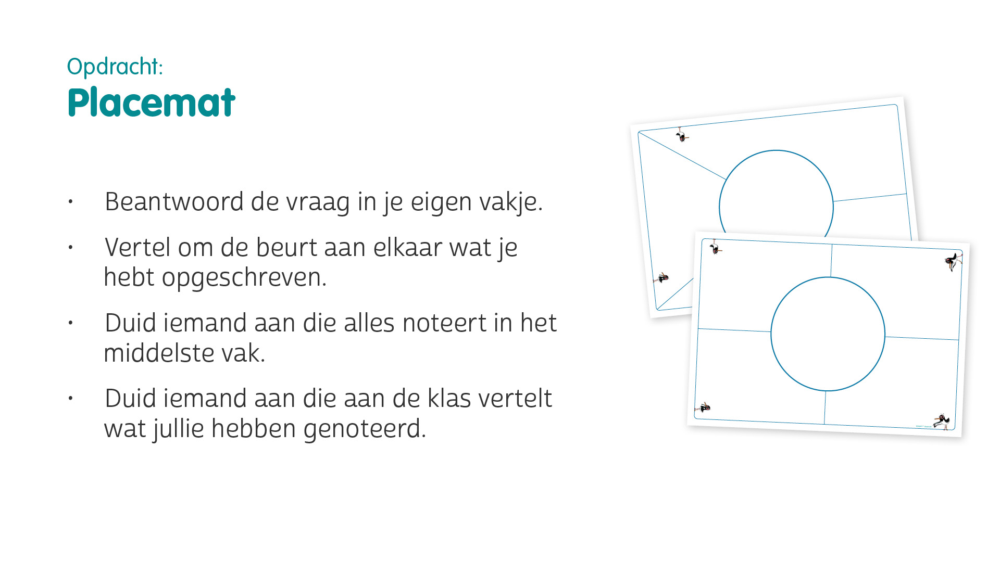 Opdracht:
Placemat
• Beantwoord de vraag in je eigen vakje.
• Vertel om de beurt aan elkaar wat je
hebt opgeschreven.
• Duid iemand aan die alles noteert in het
middelste vak.
• Duid iemand aan die aan de klas vertelt
wat jullie hebben genoteerd.